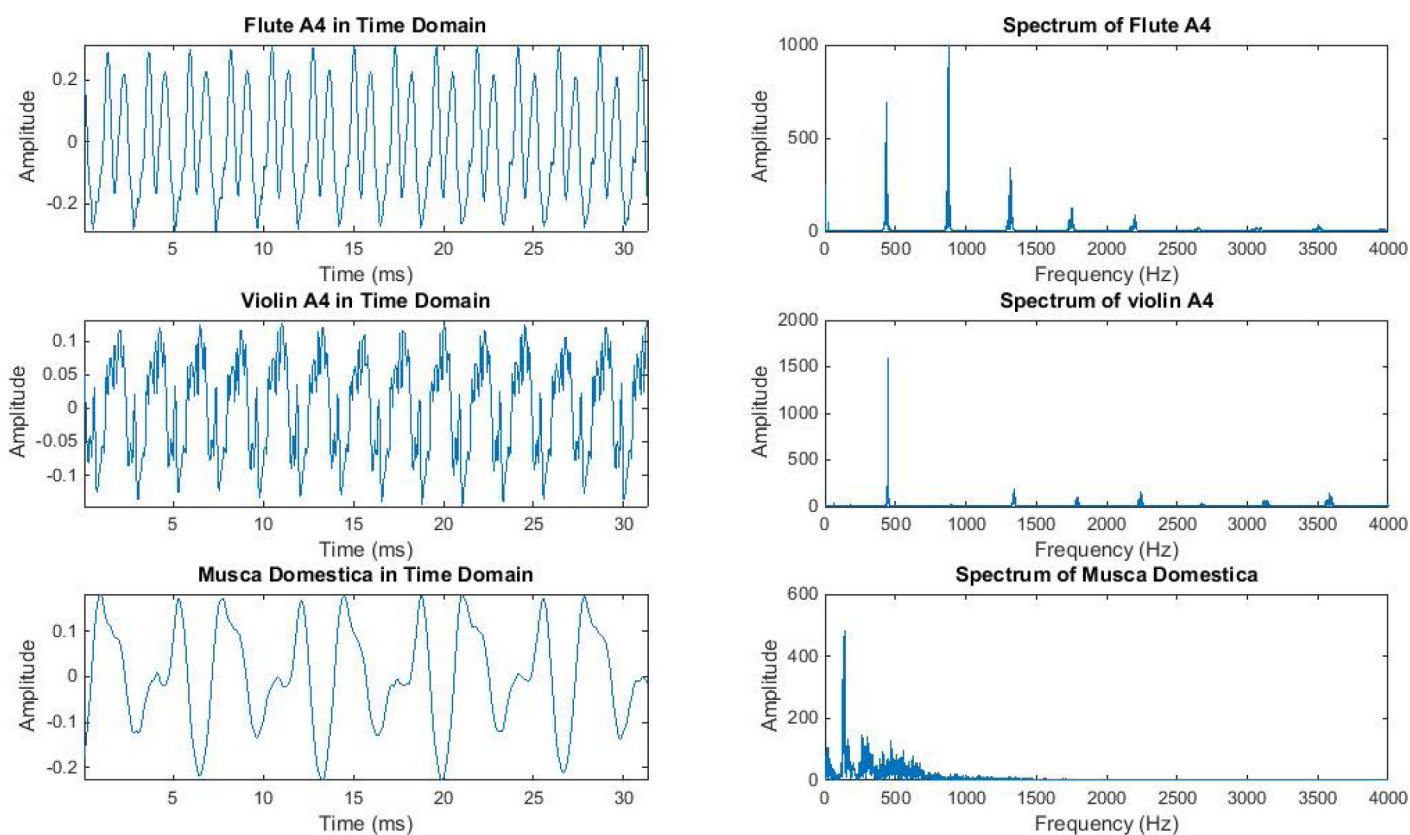 Flute A4 in Time Domain
Amplitude
0.2
0
-0.2
5 10 15 20 25 30
Time (ms)
Spectrum of Flute A4
Amplitude
1000
500
0
0 500 1000 1500 2000 2500 3000 3500 4000
Frequency (Hz)
Violin A4 in Time Domain
Amplitude
0.1
0.05
0
-0.05
-0.1
5 10 15 20 25 30
Time (ms)
Spectrum of violin A4
Amplitude
2000
1500
1000
500
0
0 500 1000 1500 2000 2500 3000 3500 4000
Frequency (Hz)
Musca Domestica in Time Domain
Amplitude
0.1
0
-0.1
-0.2
5 10 15 20 25 30
Time (ms)
Spectrum of Musca Domestica
Amplitude
600
400
200
0
0 500 1000 1500 2000 2500 3000 3500 4000
Frequency (Hz)